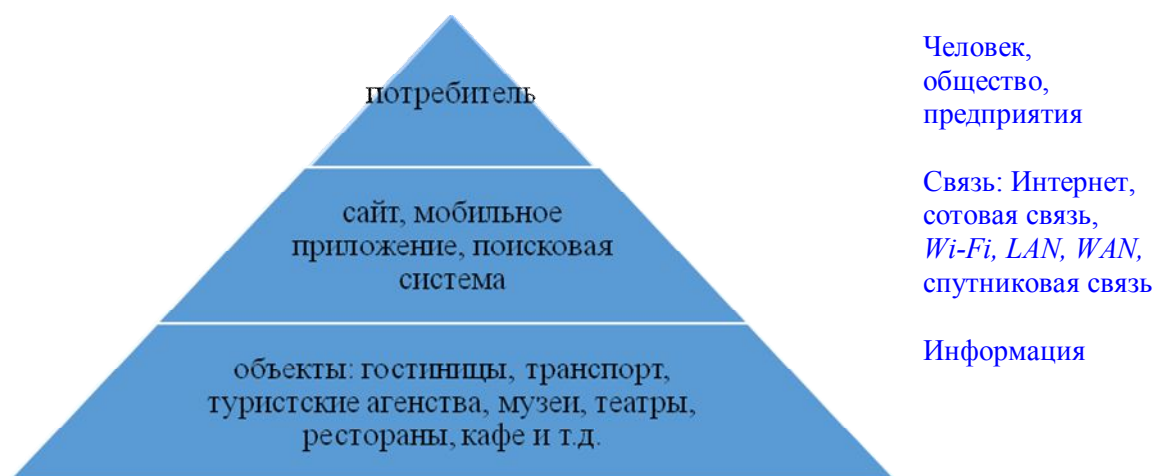 потребитель
сайт, мобильное
приложение, поисковая
система
объекты: гостиницы, транспорт,
туристские агенства, музеи, театры,
рестораны, кафе и т.д.
Человек,
общество,
предприятия
Связь: Интернет,
сотовая связь,
Wi-Fi, LAN, WAN,
спутниковая связь
Информация